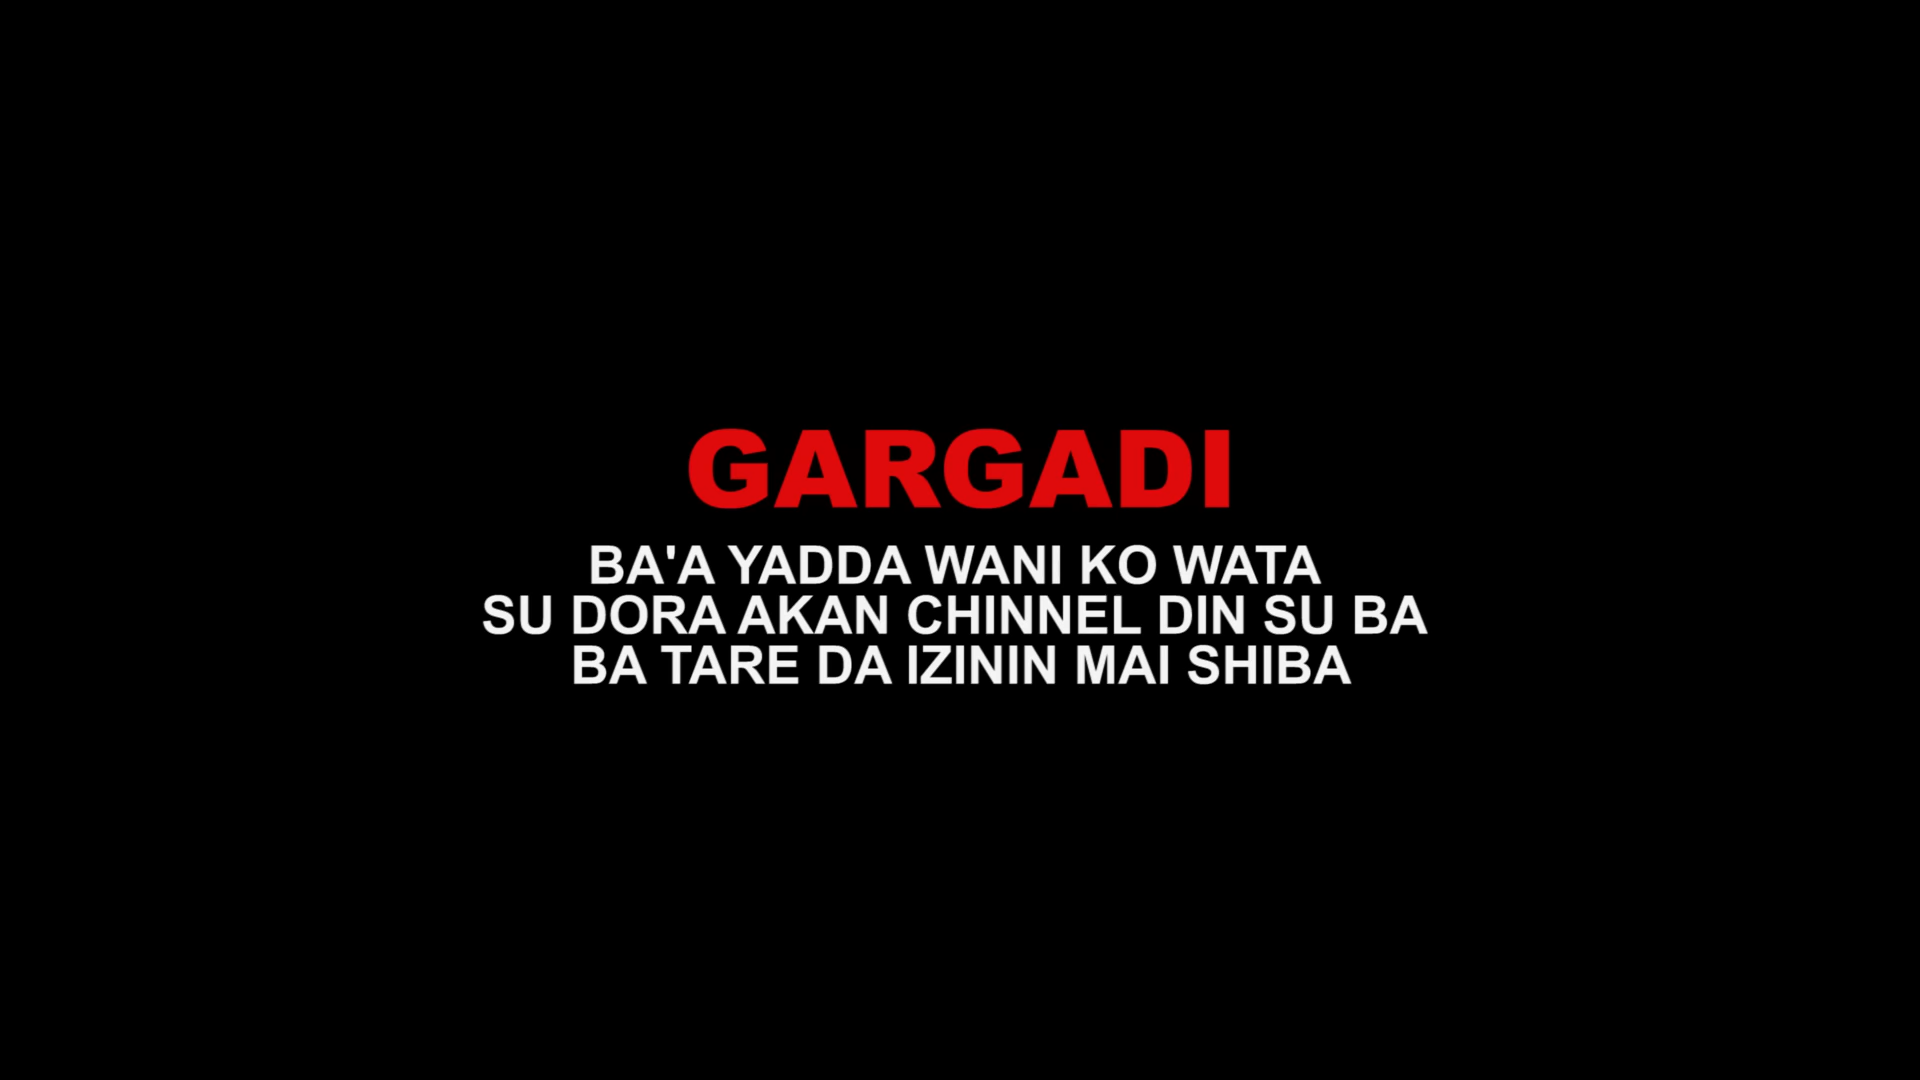 GARGADI
BA'A YADDA WANI KO WATA
SU DORA AKAN CHINNEL DIN SU BA
BA TARE DA IZININ MAI SHIBA